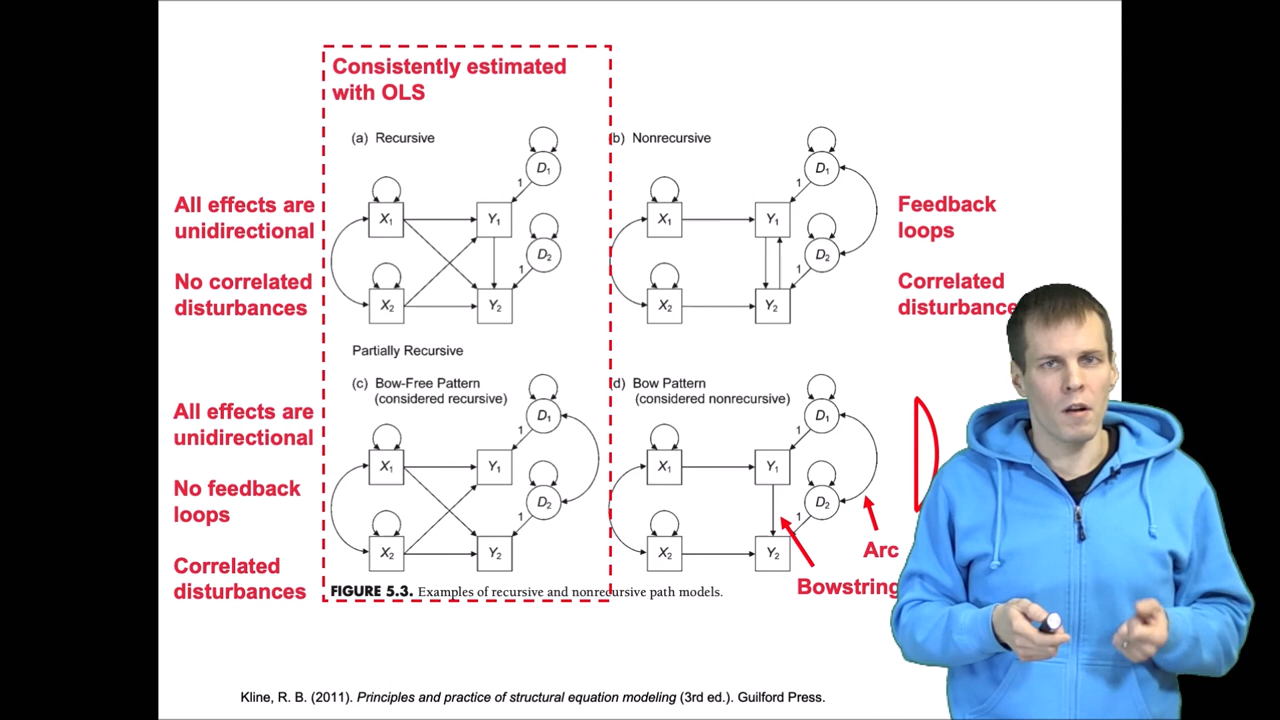 Consistently estimated
with OLS
(a) Recursive
X1
X2
Y1
Y2
D1
D2
1
1
b) Nonrecursive
X1
X2
Y1
Y2
D1
D2
1
1
All effects are
unidirectional
No correlated
disturbances
Feedback
loops
Correlated
disturbance
Partially Recursive
(c) Bow-Free Pattern
(considered recursive)
X1
X2
Y1
Y2
D1
D2
1
1
(d) Bow Pattern
(considered nonrecursive)
X1
X2
Y1
Y2
D1
D2
1
1
All effects are
unidirectional
No feedback
loops
Correlated
disturbances
Arc
Bowstring
FIGURE 5.3. Examples of recursive and nonrecursive path models.
Kline, R. B. (2011). Principles and practice of structural equation modeling (3rd ed.). Guilford Press.